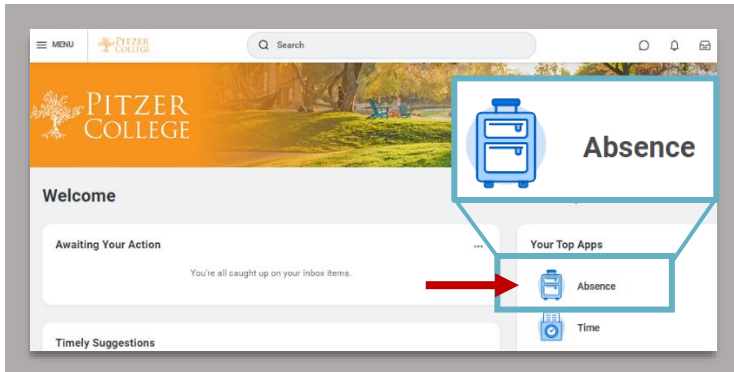 MENU
PITZER
COLLEGE
Search
PITZER
COLLEGE
Absence
Welcome
Awaiting Your Action
...
You're all caught up on your inbox items.
Your Top Apps
Absence
Time
Timely Suggestions